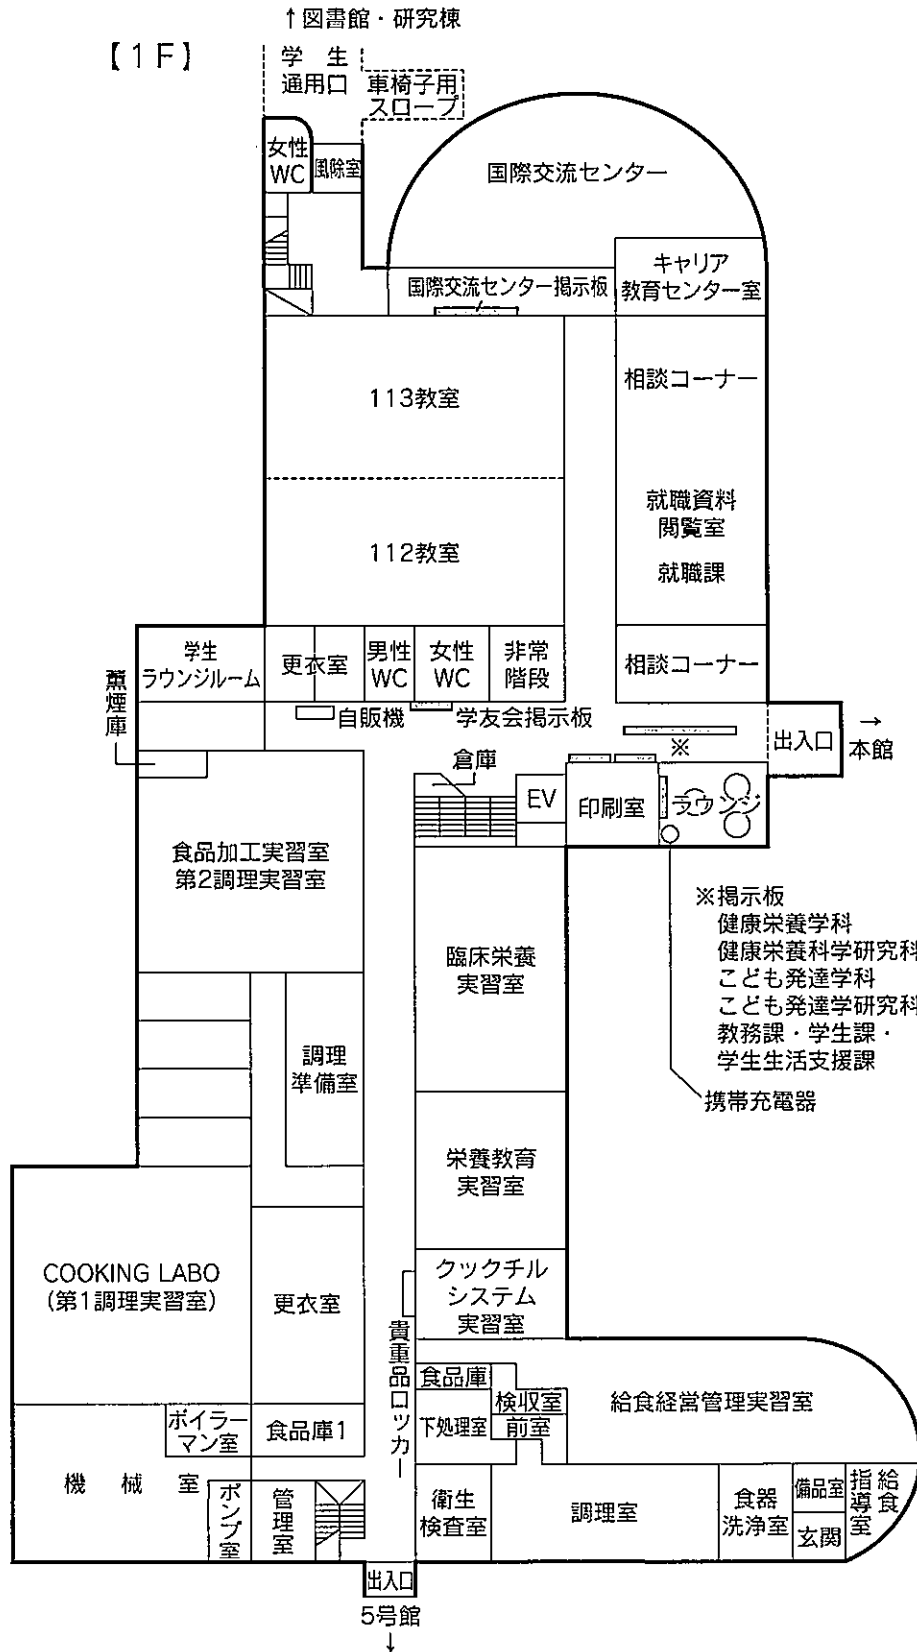 ↑図書館・研究棟
【1F】
学 生
通用口
車椅子用
スロープ
女性
WC
風除室
国際交流センター
キャリア
教育センター室
国際交流センター掲示板
113教室
相談コーナー
就職資料
閲覧室
就職課
112教室
学生
ラウンジルーム
更衣室
男性
WC
女性
WC
非常
階段
相談コーナー
薫煙庫
自販機
学友会掲示板
※
出入口
→
本館
倉庫
EV
印刷室
ラウンジ
食品加工実習室
第2調理実習室
臨床栄養
実習室
※掲示板
健康栄養学科
健康栄養科学研究科
こども発達学科
こども発達学研究科
教務課・学生課・
学生生活支援課
携帯充電器
調理
準備室
栄養教育
実習室
COOKING LABO
(第1調理実習室)
更衣室
クックチル
システム
実習室
貴重品ロッカー
食品庫
検収室
下処理室
前室
給食経営管理実習室
ボイラー
マン室
食品庫1
機 械 室
ポンプ室
管理室
衛生
検査室
調理室
食器
洗浄室
備品室
玄関
給食
指導室
出入口
5号館
↓